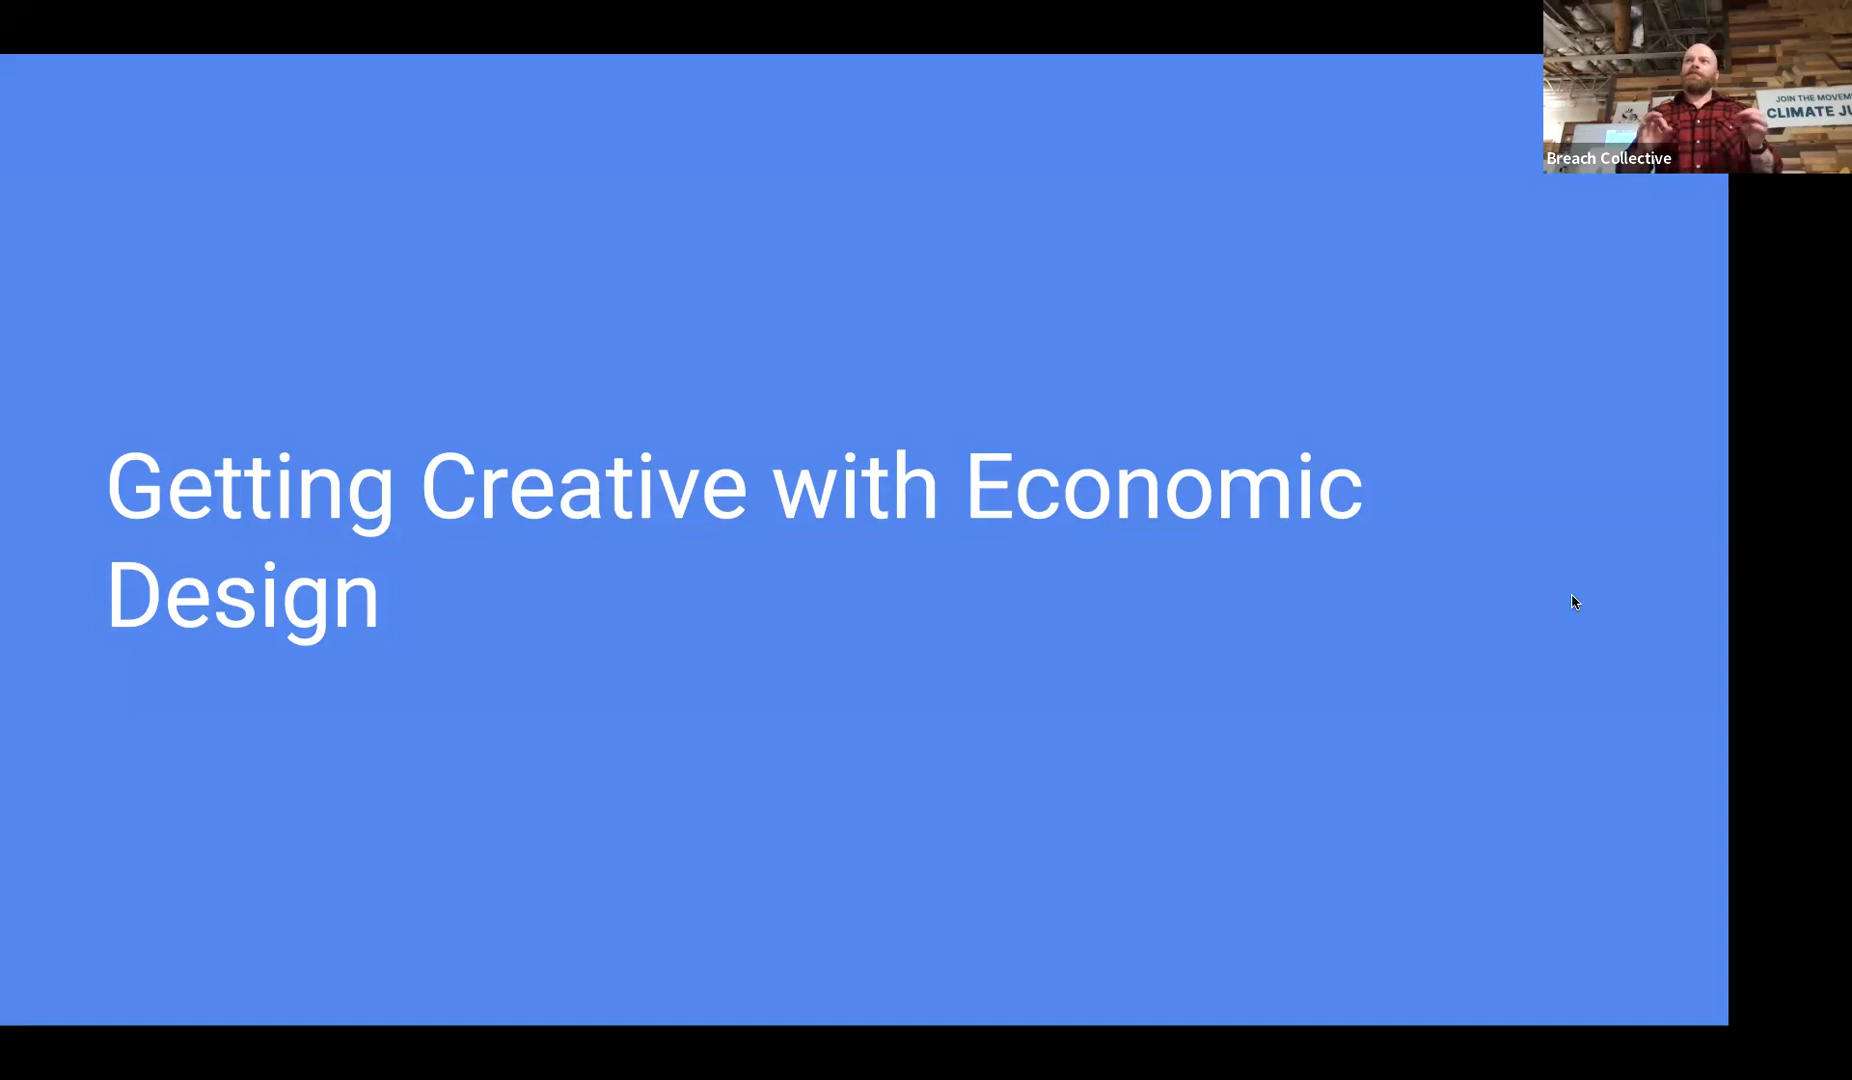 Getting Creative with Economic
Design
JOIN THE MOVEM
CLIMATE JU
Breach Collective